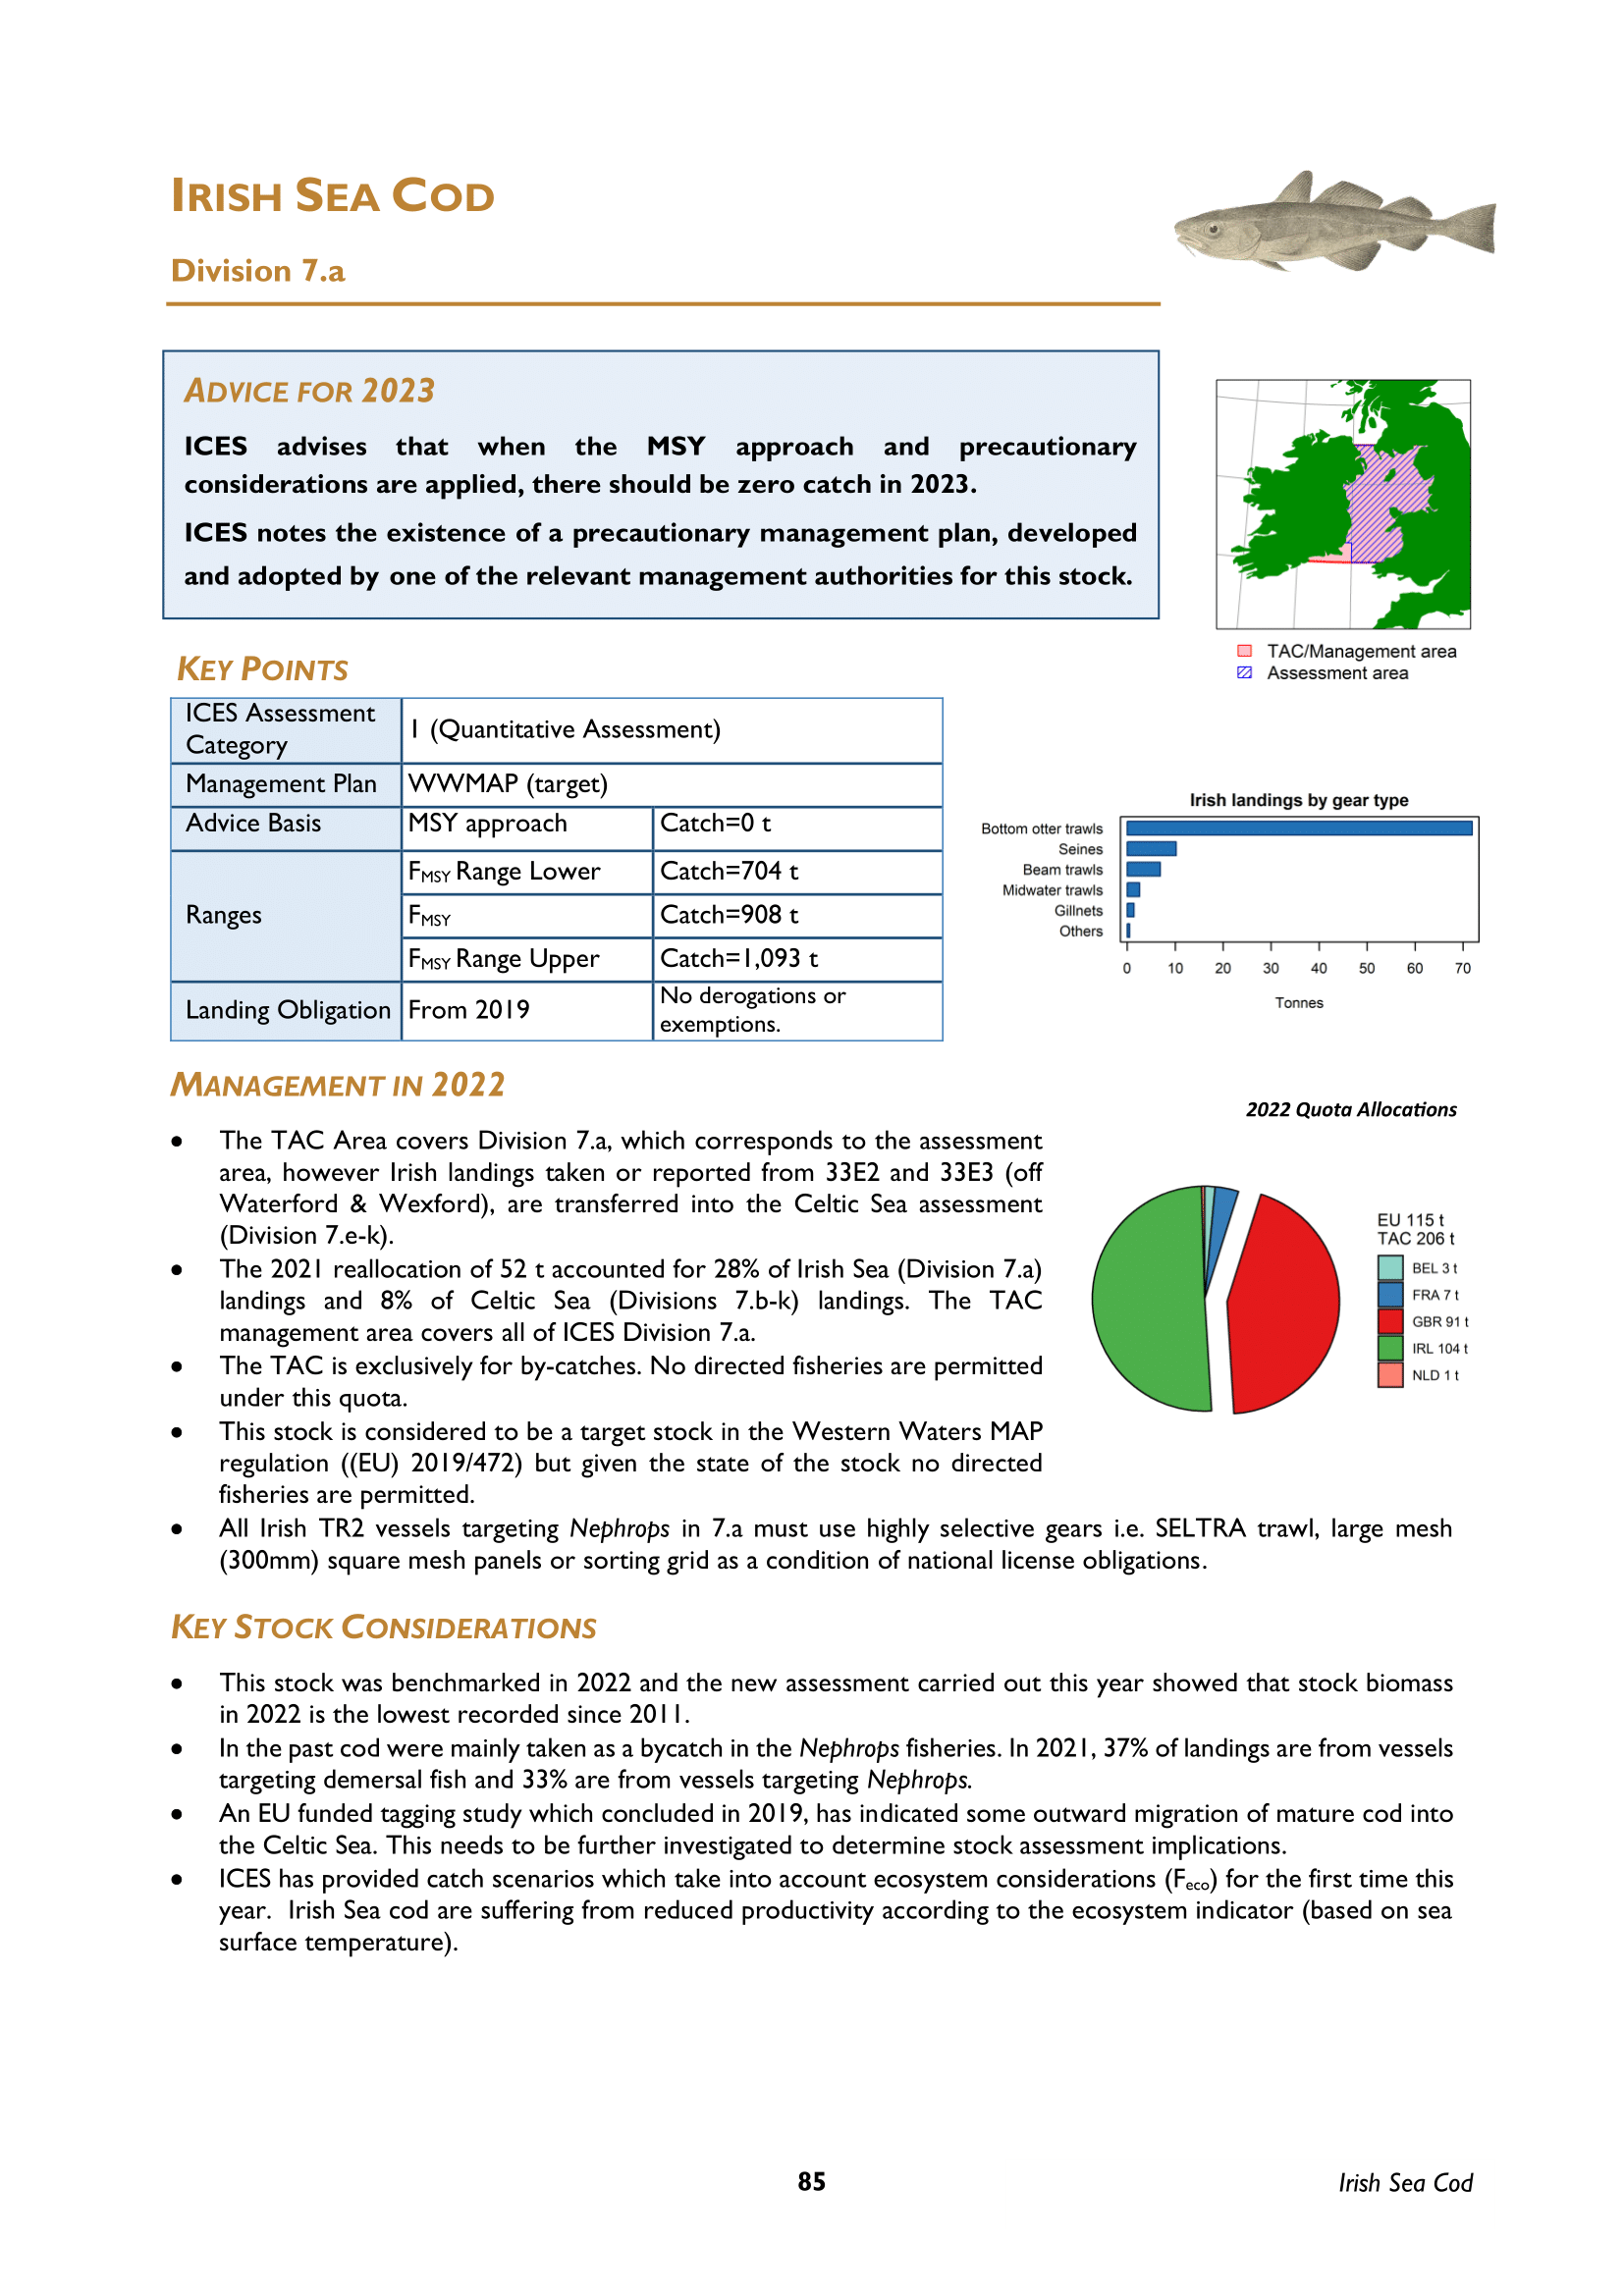 IRISH SEA COD
Division 7.a
ADVICE FOR 2023
ICES advises that when the MSY approach and precautionary
considerations are applied, there should be zero catch in 2023.
ICES notes the existence of a precautionary management plan, developed
and adopted by one of the relevant management authorities for this stock.
TAC/Management area
Assessment area
KEY POINTS
ICES Assessment
Category
1 (Quantitative Assessment)
Management Plan
WWMAP (target)
Advice Basis
MSY approach
Catch=0 t
Ranges
FMSY Range Lower
Catch=704 t
FMSY
Catch=908 t
FMSY Range Upper
Catch=1,093 t
Landing Obligation
From 2019
No derogations or
exemptions.
Irish landings by gear type
Bottom otter trawls
Seines
Beam trawls
Midwater trawls
Gillnets
Others
0 10 20 30 40 50 60 70
Tonnes
MANAGEMENT IN 2022
• The TAC Area covers Division 7.a, which corresponds to the assessment
area, however Irish landings taken or reported from 33E2 and 33E3 (off
Waterford & Wexford), are transferred into the Celtic Sea assessment
(Division 7.e-k).
• The 2021 reallocation of 52 t accounted for 28% of Irish Sea (Division 7.a)
landings and 8% of Celtic Sea (Divisions 7.b-k) landings. The TAC
management area covers all of ICES Division 7.a.
• The TAC is exclusively for by-catches. No directed fisheries are permitted
under this quota.
• This stock is considered to be a target stock in the Western Waters MAP
regulation ((EU) 2019/472) but given the state of the stock no directed
fisheries are permitted.
• All Irish TR2 vessels targeting Nephrops in 7.a must use highly selective gears i.e. SELTRA trawl, large mesh
(300mm) square mesh panels or sorting grid as a condition of national license obligations.
2022 Quota Allocations
EU 115 t
TAC 206 t
BEL 3 t
FRA 7 t
GBR 91 t
IRL 104 t
NLD 1 t
KEY STOCK CONSIDERATIONS
• This stock was benchmarked in 2022 and the new assessment carried out this year showed that stock biomass
in 2022 is the lowest recorded since 2011.
• In the past cod were mainly taken as a bycatch in the Nephrops fisheries. In 2021, 37% of landings are from vessels
targeting demersal fish and 33% are from vessels targeting Nephrops.
• An EU funded tagging study which concluded in 2019, has indicated some outward migration of mature cod into
the Celtic Sea. This needs to be further investigated to determine stock assessment implications.
• ICES has provided catch scenarios which take into account ecosystem considerations (Feco) for the first time this
year. Irish Sea cod are suffering from reduced productivity according to the ecosystem indicator (based on sea
surface temperature).
85
Irish Sea Cod